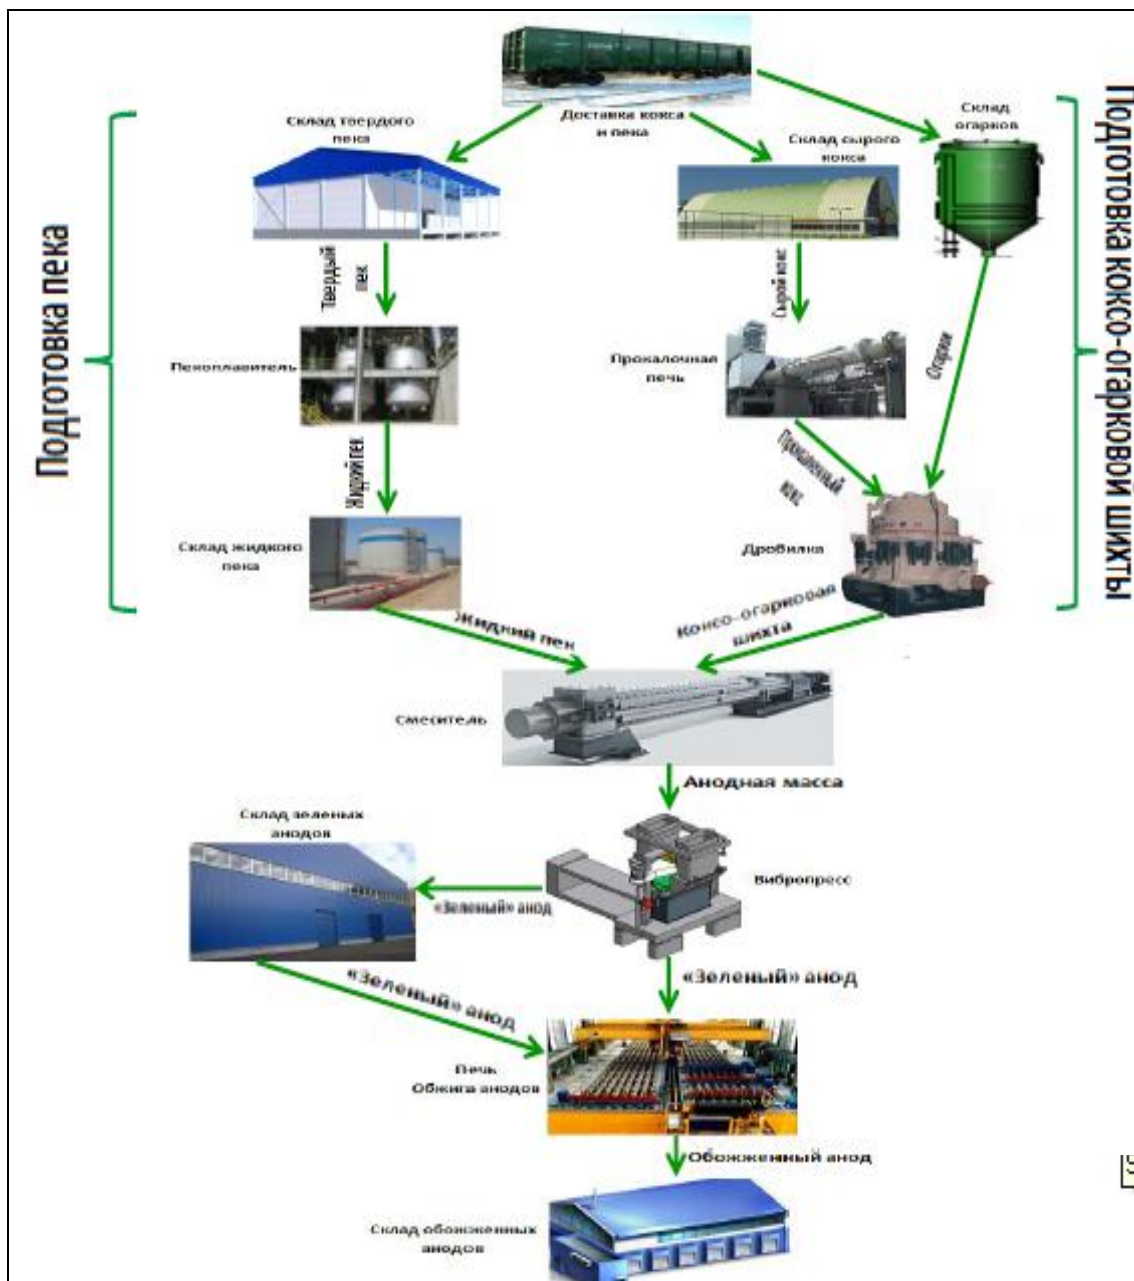 Доставка кокса
и пека
Склад твердого
пека
Склад сырого
кокса
Склад
огарков
Подготовка пека
Подготовка коксо-огарковой шихты
Твердый
пек
Сырой кокс
Огарки
Пекоплавитель
Прокалочная
печь
Жидкий пек
Прокаленный
кокс
Склад жидкого
пека
Дробилка
Жидкий пек
Коксо-огарковая
шихта
Смеситель
Анодная масса
Склад зеленых
анодов
Вибропресс
«Зеленый» анод
«Зеленый» анод
«Зеленый» анод
Печь
Обжига анодов
Обожженный анод
Склад обожженных
анодов